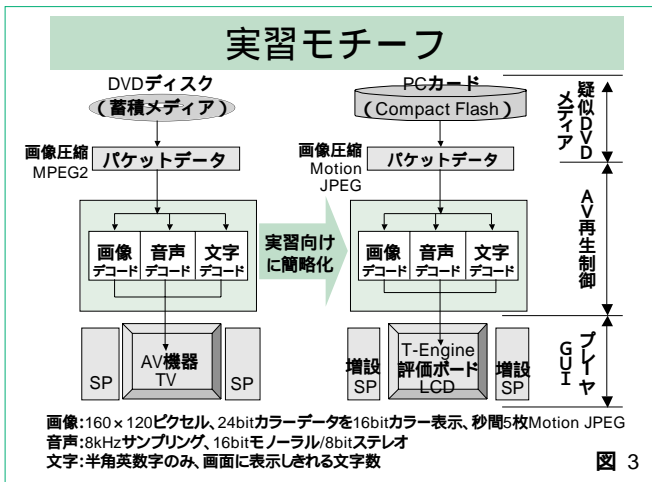 実習モチーフ
DVDディスク
（蓄積メディア）
画像圧縮
MPEG2
パケットデータ
画像
デコード
音声
デコード
文字
デコード
SP
AV機器
TV
SP
実習向け
に簡略化
PCカード
（Compact Flash）
画像圧縮
Motion
JPEG
パケットデータ
画像
デコード
音声
デコード
文字
デコード
増設
SP
T-Engine
評価ボード
LCD
増設
SP
疑似DVD
メディア
AV再生制御
プレイヤ
GUI
画像：160×120ピクセル、24bitカラーデータを16bitカラー表示、秒間5枚Motion JPEG
音声：8kHzサンプリング、16bitモノーラル/8bitステレオ
文字：半角英数字のみ、画面に表示しきれる文字数
図 3